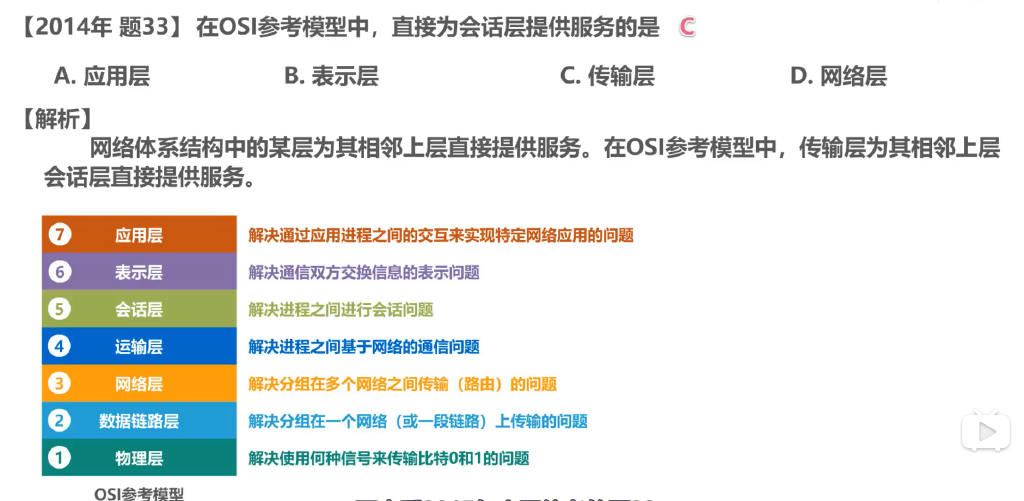 【2014年 题33】在OSI参考模型中，直接为会话层提供服务的是 C
A. 应用层 B. 表示层 C. 传输层 D. 网络层
【解析】
网络体系结构中的某层为其相邻上层直接提供服务。在OSI参考模型中，传输层为其相邻上层
会话层直接提供服务。
7 应用层 解决通过应用进程之间的交互来实现特定网络应用的问题
6 表示层 解决通信双方交换信息的表示问题
5 会话层 解决进程之间进行会话问题
4 运输层 解决进程之间基于网络的通信问题
3 网络层 解决分组在多个网络之间传输（路由）的问题
2 数据链路层 解决分组在一个网络（或一段链路）上传输的问题
1 物理层 解决使用何种信号来传输比特0和1的问题
OSI参考模型